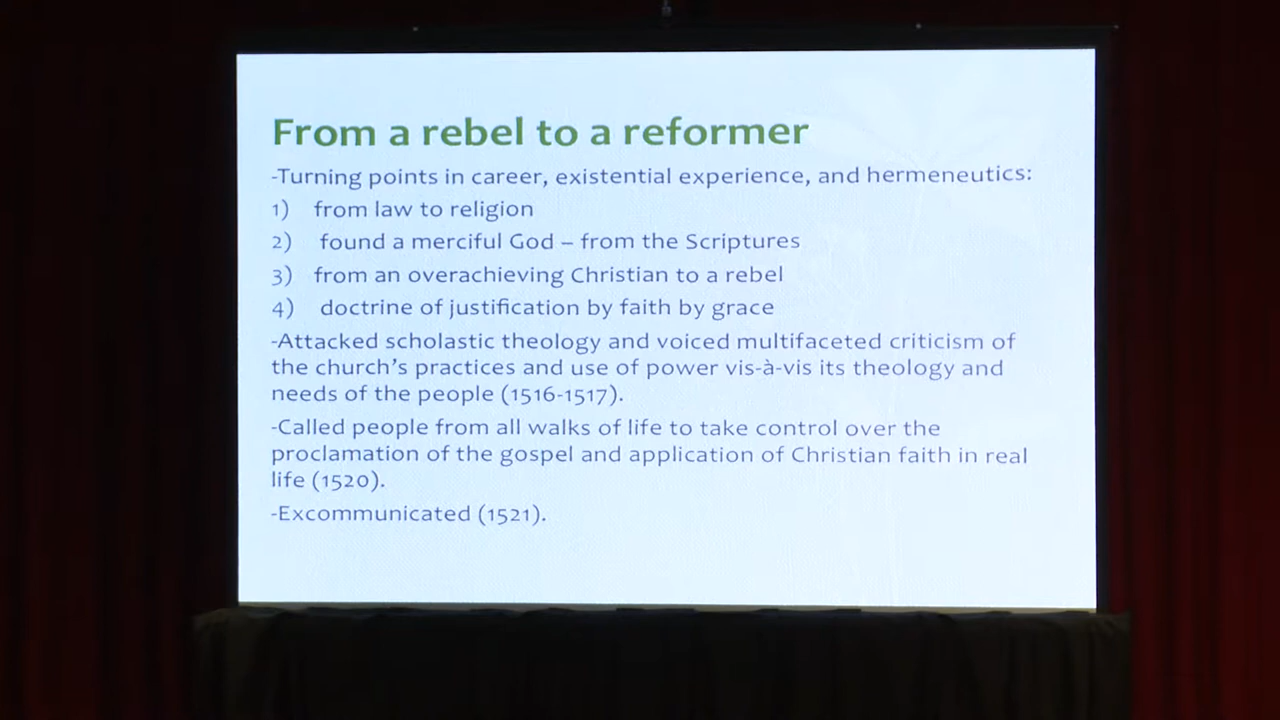 From a rebel to a reformer
-Turning points in career, existential experience, and hermeneutics:
1) from law to religion
2) found a merciful God – from the Scriptures
3) from an overachieving Christian to a rebel
4) doctrine of justification by faith by grace
-Attacked scholastic theology and voiced multifaceted criticism of
the church's practices and use of power vis-à-vis its theology and
needs of the people (1516-1517).
-Called people from all walks of life to take control over the
proclamation of the gospel and application of Christian faith in real
life (1520).
-Excommunicated (1521).